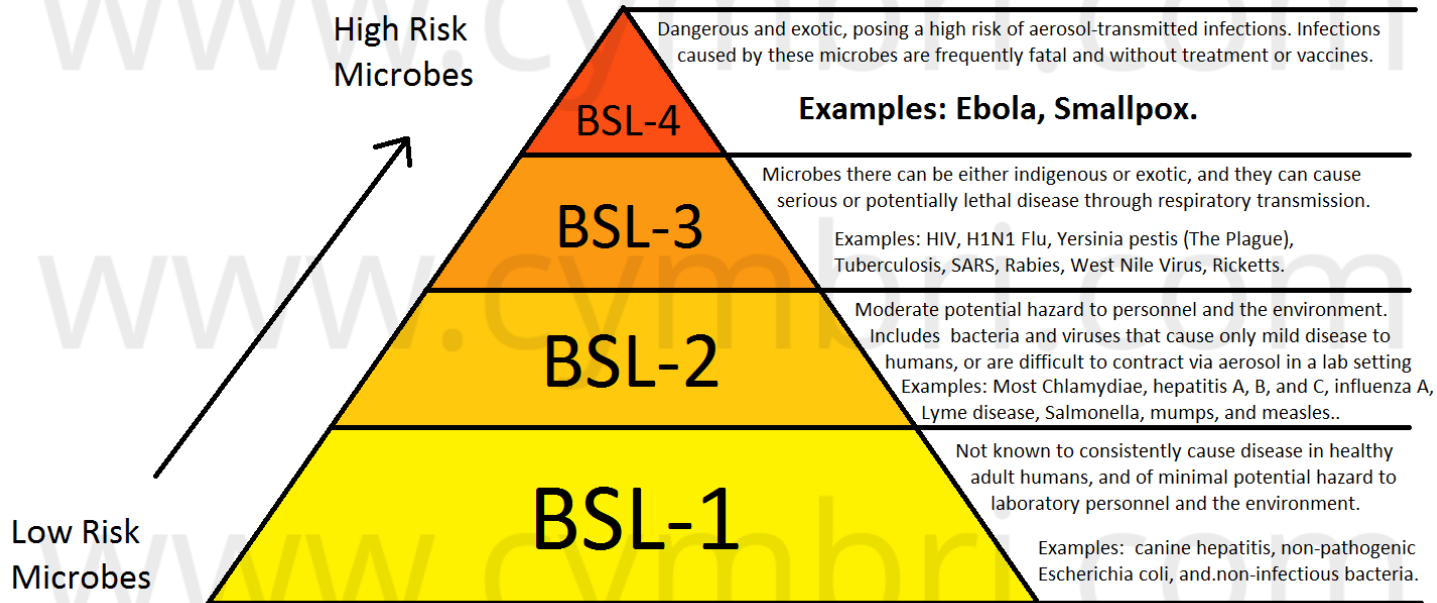 High Risk
Microbes
Dangerous and exotic, posing a high risk of aerosol-transmitted infections. Infections
caused by these microbes are frequently fatal and without treatment or vaccines.
BSL-4
Examples: Ebola, Smallpox.
Microbes there can be either indigenous or exotic, and they can cause
serious or potentially lethal disease through respiratory transmission.
BSL-3
Examples: HIV, H1N1 Flu, Yersinia pestis (The Plague),
Tuberculosis, SARS, Rabies, West Nile Virus, Ricketts.
Moderate potential hazard to personnel and the environment.
Includes  bacteria and viruses that cause only mild disease to
humans, or are difficult to contract via aerosol in a lab setting
BSL-2
Examples: Most Chlamydiae, hepatitis A, B, and C, influenza A,
Lyme disease, Salmonella, mumps, and measles..
Not known to consistently cause disease in healthy
adult humans, and of minimal potential hazard to
laboratory personnel and the environment.
BSL-1
Low Risk
Microbes
Examples:  canine hepatitis, non-pathogenic
Escherichia coli, and.non-infectious bacteria.
www.cymbri.com
www.cymbri.com
www.cymbri.com